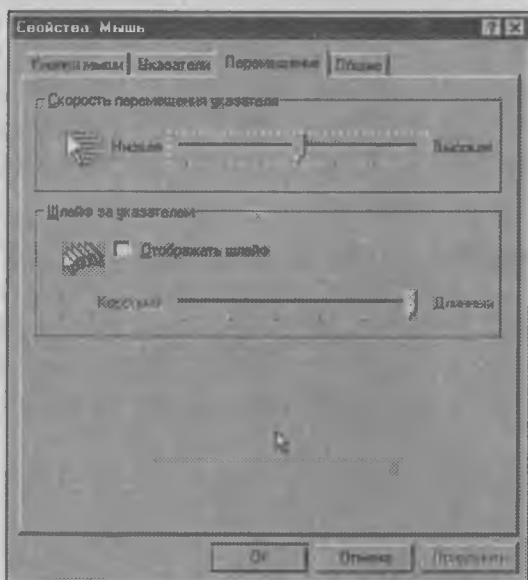 Свойства: Мышь
Кнопки мыши Указатели Перемещение Общие
Скорость перемещения указателя
Низкая Высокая
Шлейф за указателем
Отображать шлейф
Короткий Длинный
OK Отмена Применить